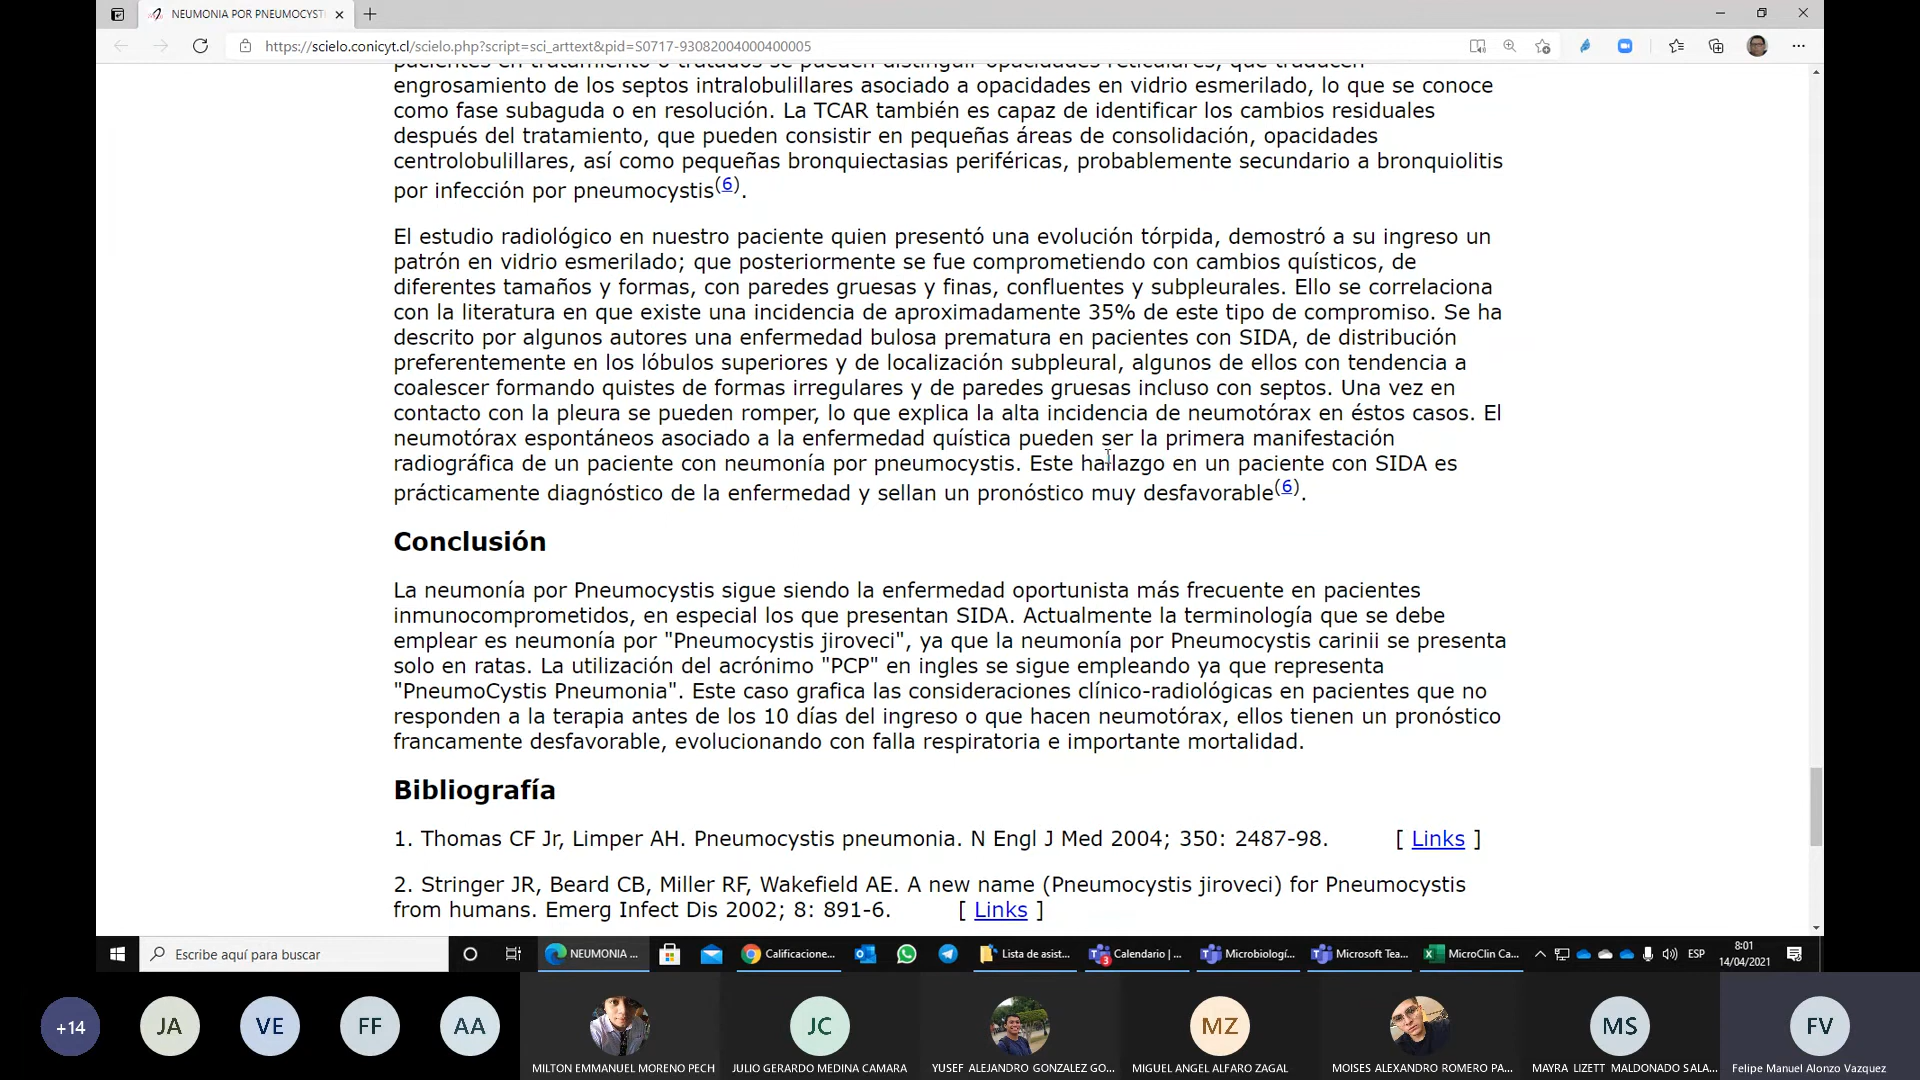 NEUMONIA POR PNEUMOCYST
https://scielo.conicyt.cl/scielo.php?script=sci_arttext&pid=S0717-93082004000400005
pacientes en tratamiento o tratados se pueden distinguir opacidades reticulares, que traducen
engrosamiento de los septos intralobulillares asociado a opacidades en vidrio esmerilado, lo que se conoce
como fase subaguda o en resolución. La TCAR también es capaz de identificar los cambios residuales
después del tratamiento, que pueden consistir en pequeñas áreas de consolidación, opacidades
centrolobulillares, así como pequeñas bronquiectasias periféricas, probablemente secundario a bronquiolitis
por infección por pneumocystis(6).
El estudio radiológico en nuestro paciente quien presentó una evolución tórpida, demostró a su ingreso un
patrón en vidrio esmerilado; que posteriormente se fue comprometiendo con cambios quísticos, de
diferentes tamaños y formas, con paredes gruesas y finas, confluentes y subpleurales. Ello se correlaciona
con la literatura en que existe una incidencia de aproximadamente 35% de este tipo de compromiso. Se ha
descrito por algunos autores una enfermedad bulosa prematura en pacientes con SIDA, de distribución
preferentemente en los lóbulos superiores y de localización subpleural, algunos de ellos con tendencia a
coalescer formando quistes de formas irregulares y de paredes gruesas incluso con septos. Una vez en
contacto con la pleura se pueden romper, lo que explica la alta incidencia de neumotórax en éstos casos. El
neumotórax espontáneos asociado a la enfermedad quística pueden ser la primera manifestación
radiográfica de un paciente con neumonía por pneumocystis. Este hallazgo en un paciente con SIDA es
prácticamente diagnóstico de la enfermedad y sellan un pronóstico muy desfavorable(6).
Conclusión
La neumonía por Pneumocystis sigue siendo la enfermedad oportunista más frecuente en pacientes
inmunocomprometidos, en especial los que presentan SIDA. Actualmente la terminología que se debe
emplear es neumonía por "Pneumocystis jiroveci", ya que la neumonía por Pneumocystis carinii se presenta
solo en ratas. La utilización del acrónimo "PCP" en ingles se sigue empleando ya que representa
"PneumoCystis Pneumonia". Este caso grafica las consideraciones clínico-radiológicas en pacientes que no
responden a la terapia antes de los 10 días del ingreso o que hacen neumotórax, ellos tienen un pronóstico
francamente desfavorable, evolucionando con falla respiratoria e importante mortalidad.
Bibliografía
1. Thomas CF Jr, Limper AH. Pneumocystis pneumonia. N Engl J Med 2004; 350: 2487-98. [ Links ]
2. Stringer JR, Beard CB, Miller RF, Wakefield AE. A new name (Pneumocystis jiroveci) for Pneumocystis
from humans. Emerg Infect Dis 2002; 8: 891-6. [ Links ]
Escribe aquí para buscar
NEUMONIA ...
Calificacione...
Lista de asist...
3
Calendario | ...
Microbiologí...
Microsoft Tea...
MicroClin Ca...
ESP
8:01
14/04/2021
+14
JA
VE
FF
AA
MILTON EMMANUEL MORENO PECH
JC
JULIO GERARDO MEDINA CAMARA
YUSEF ALEJANDRO GONZALEZ GO...
MZ
MIGUEL ANGEL ALFARO ZAGAL
MOISES ALEXANDRO ROMERO PA...
MS
MAYRA LIZETT MALDONADO SALA...
FV
Felipe Manuel Alonzo Vazquez